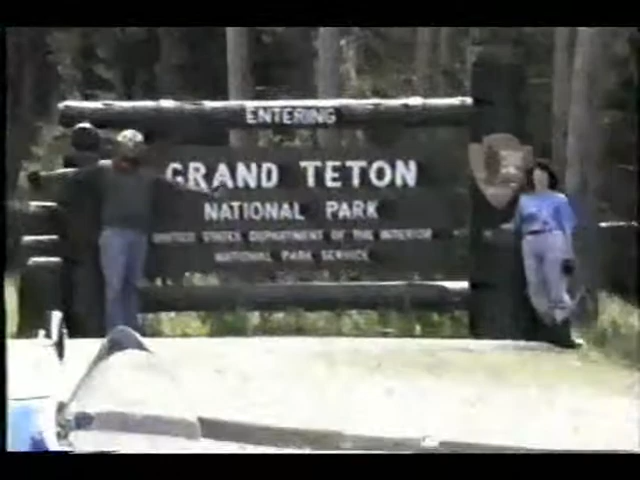 ENTERING
GRAND TETON
NATIONAL PARK
UNITED STATES DEPARTMENT OF THE INTERIOR
NATIONAL PARK SERVICE